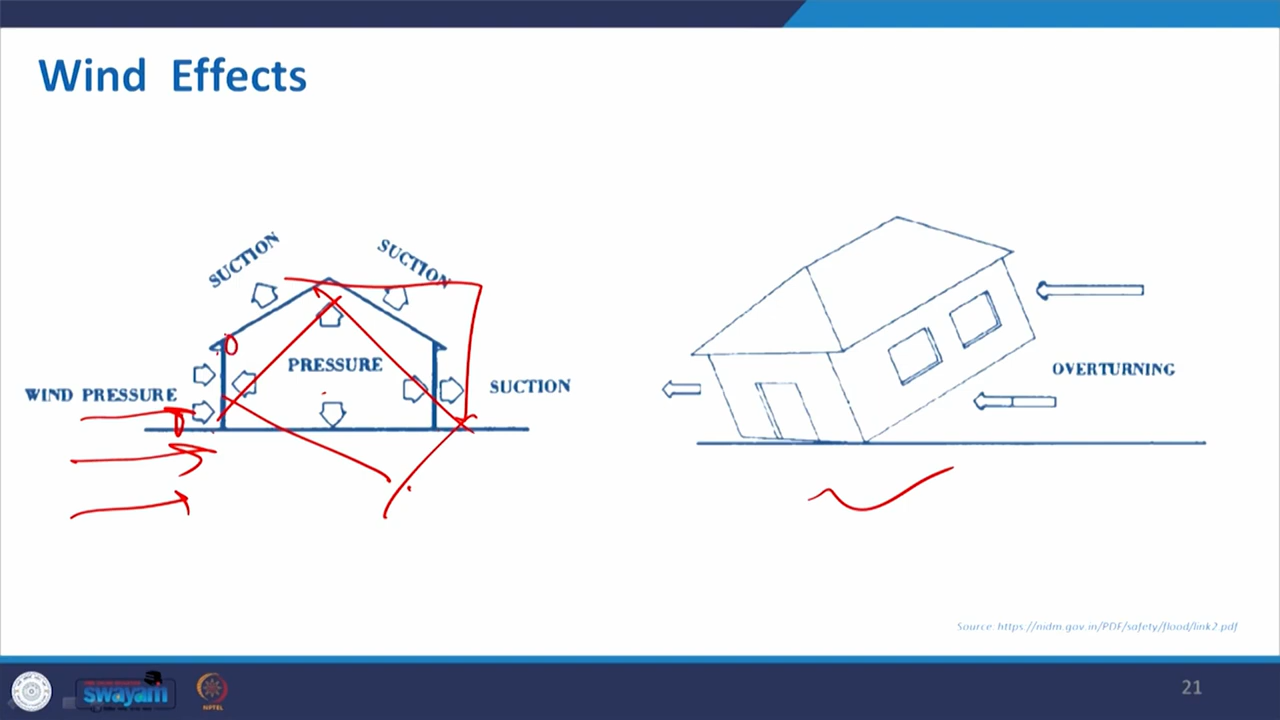 Wind Effects
SUCTION
SUCTION
PRESSURE
WIND PRESSURE
SUCTION
OVERTURNING
Source: https://nidm.gov.in/PDF/safety/flood/link2.pdf
swayam
NPTEL
21